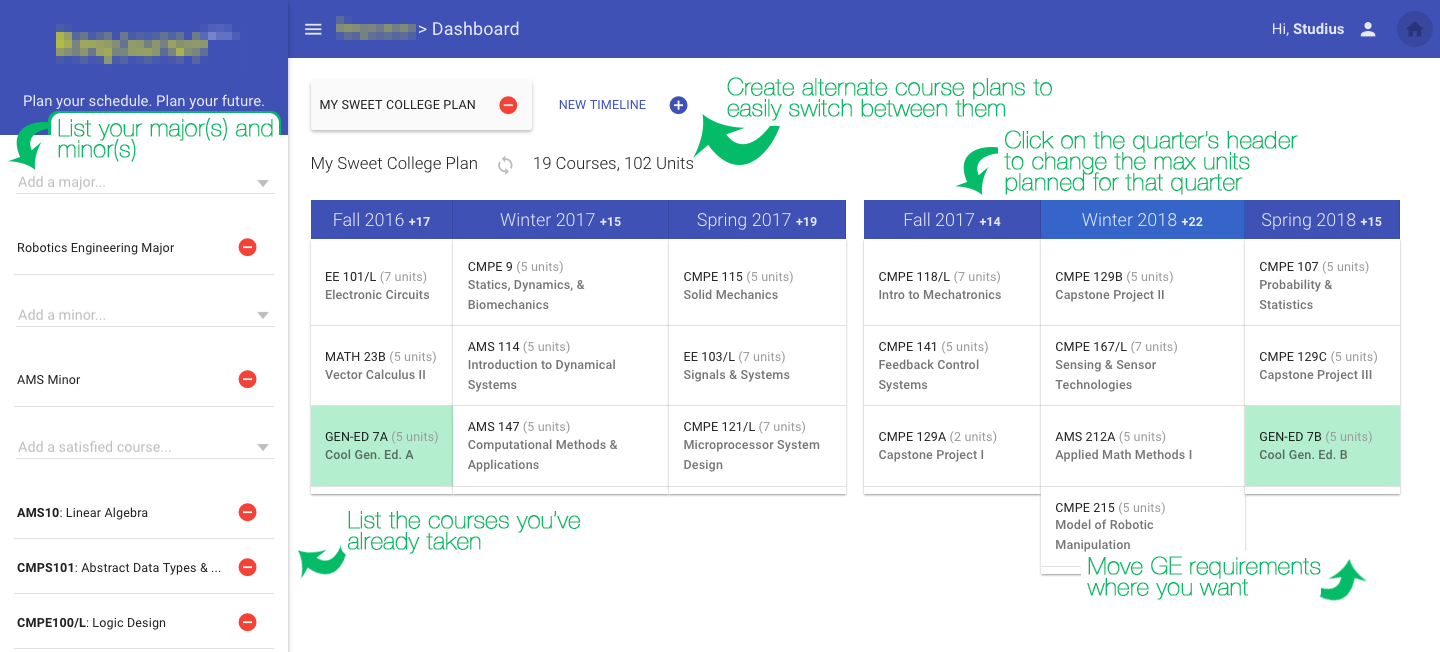 > Dashboard
Hi, Studius
Plan your schedule. Plan your future.
List your major(s) and
minor(s)
Add a major...
Robotics Engineering Major
Add a minor...
AMS Minor
Add a satisfied course...
AMS10: Linear Algebra
CMPS101: Abstract Data Types & ...
CMPE100/L: Logic Design
MY SWEET COLLEGE PLAN
NEW TIMELINE
Create alternate course plans to
easily switch between them
My Sweet College Plan
19 Courses, 102 Units
Click on the quarter's header
to change the max units
planned for that quarter
Fall 2016 +17
EE 101/L (7 units)
Electronic Circuits
MATH 23B (5 units)
Vector Calculus II
GEN-ED 7A (5 units)
Cool Gen. Ed. A
Winter 2017 +15
CMPE 9 (5 units)
Statics, Dynamics, &
Biomechanics
AMS 114 (5 units)
Introduction to Dynamical
Systems
AMS 147 (5 units)
Computational Methods &
Applications
Spring 2017 +19
CMPE 115 (5 units)
Solid Mechanics
EE 103/L (7 units)
Signals & Systems
CMPE 121/L (7 units)
Microprocessor System
Design
Fall 2017 +14
CMPE 118/L (7 units)
Intro to Mechatronics
CMPE 141 (5 units)
Feedback Control
Systems
CMPE 129A (2 units)
Capstone Project I
Winter 2018 +22
CMPE 129B (5 units)
Capstone Project II
CMPE 167/L (7 units)
Sensing & Sensor
Technologies
AMS 212A (5 units)
Applied Math Methods I
CMPE 215 (5 units)
Model of Robotic
Manipulation
Spring 2018 +15
CMPE 107 (5 units)
Probability &
Statistics
CMPE 129C (5 units)
Capstone Project III
GEN-ED 7B (5 units)
Cool Gen. Ed. B
List the courses you've
already taken
Move GE requirements
where you want